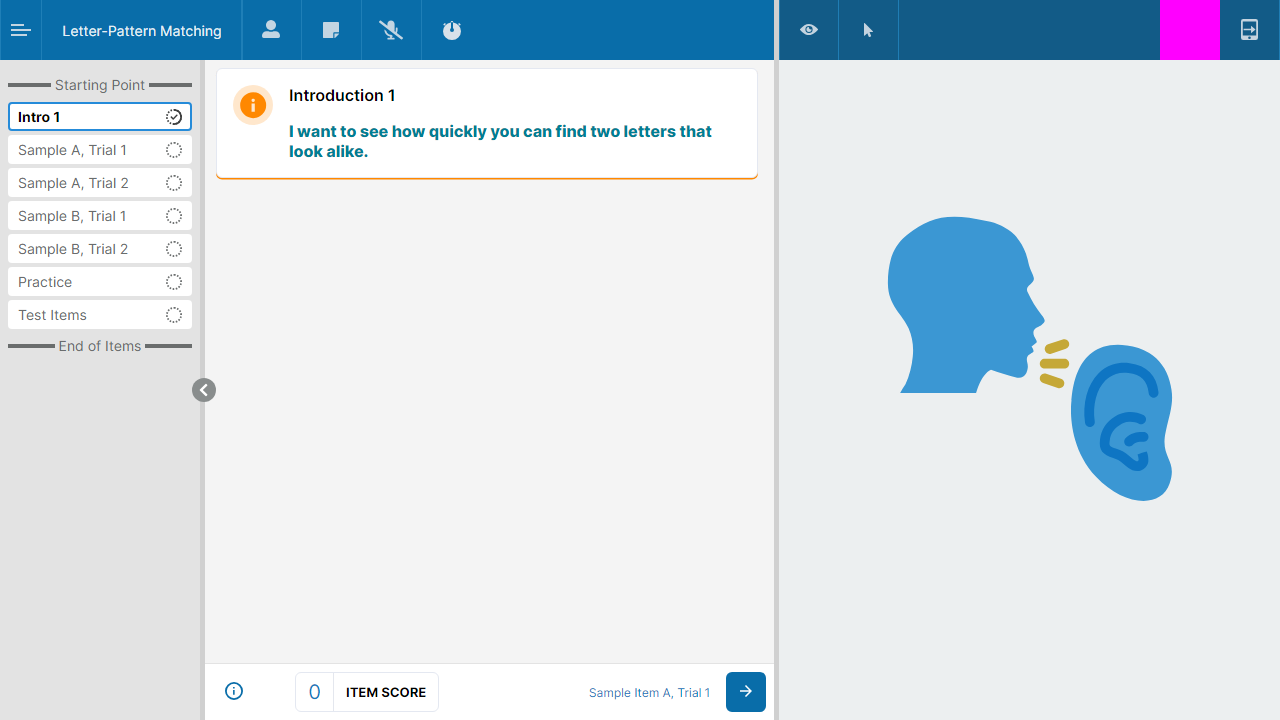 Letter-Pattern Matching
Starting Point
Intro 1
Sample A, Trial 1
Sample A, Trial 2
Sample B, Trial 1
Sample B, Trial 2
Practice
Test Items
End of Items
Introduction 1
I want to see how quickly you can find two letters that
look alike.
0 ITEM SCORE
Sample Item A, Trial 1